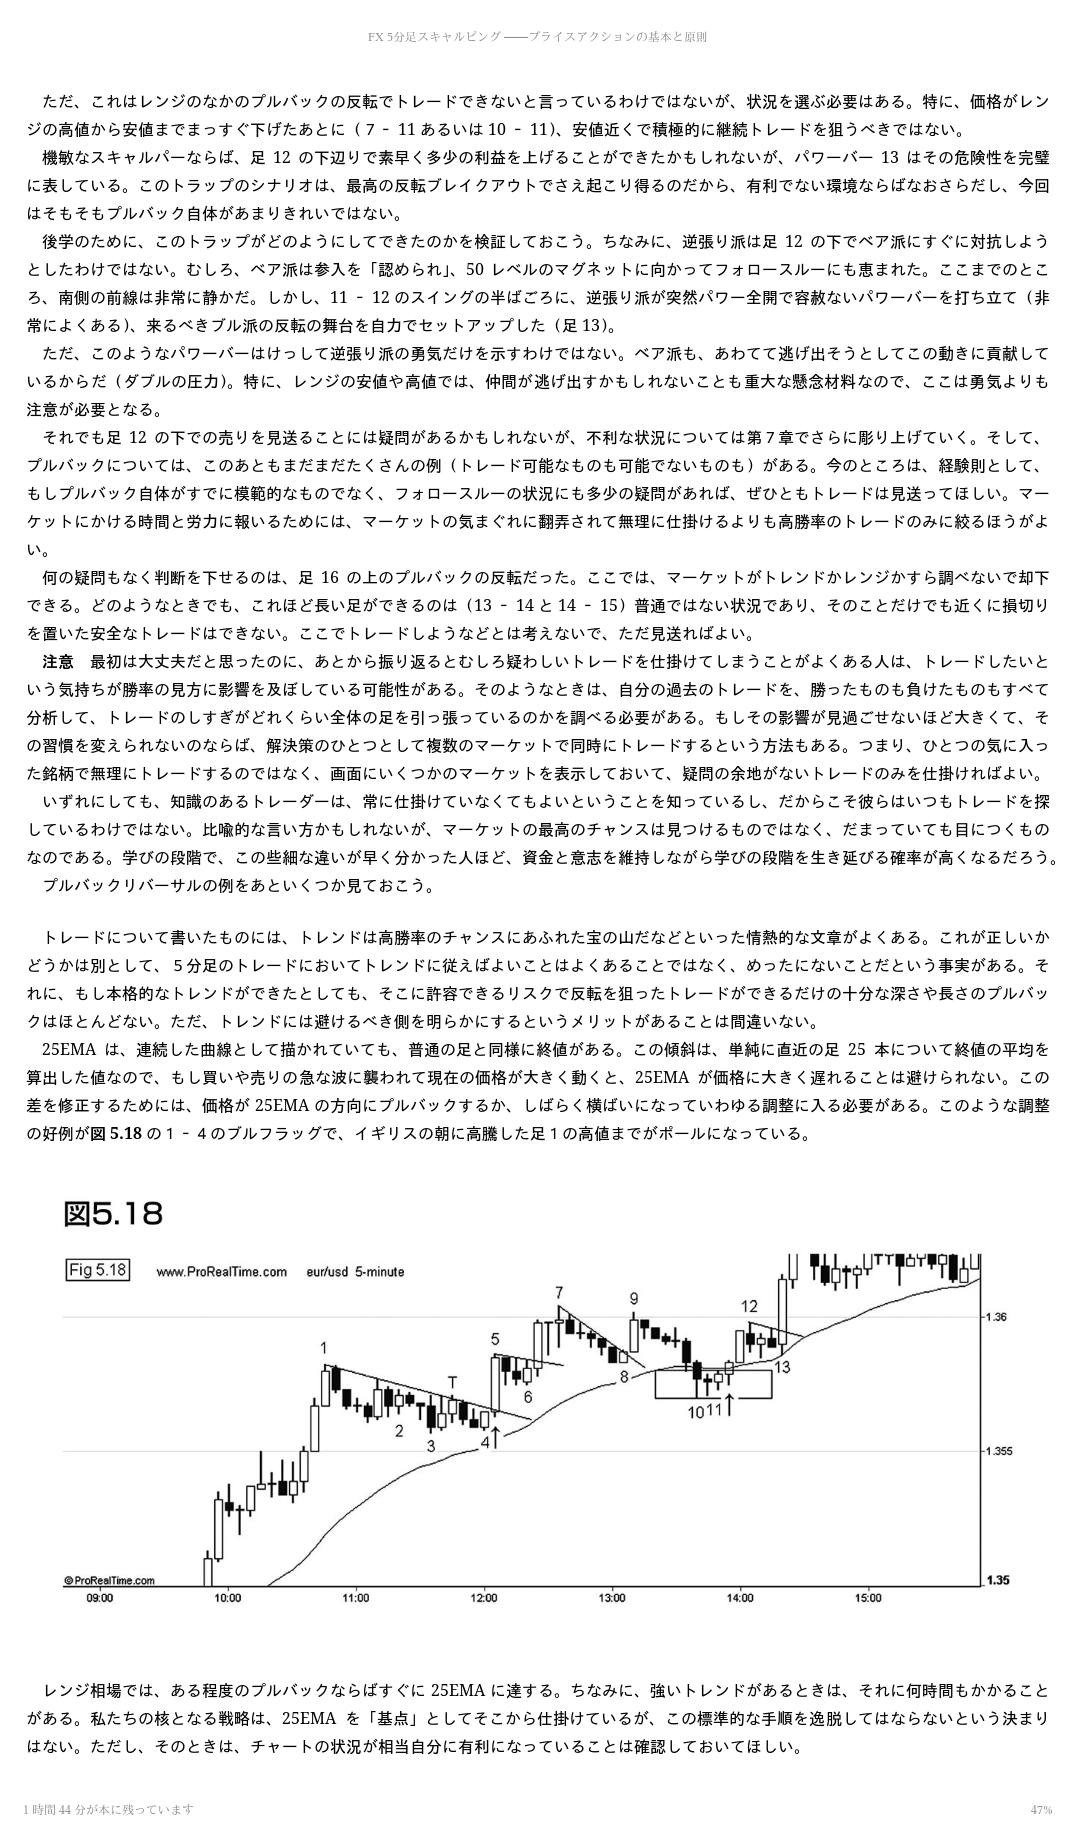 FX 5分足スキャルピング ――プライスアクションの基本と原則
ただ、これはレンジのなかのプルバックの反転でトレードできないと言っているわけではないが、状況を選ぶ必要はある。特に、価格がレン
ジの高値から安値までまっすぐ下げたあとに（７‐11 あるいは 10 ‐ 11）、安値近くで積極的に継続トレードを狙うべきではない。
機敏なスキャルパーならば、足 12 の下辺りで素早く多少の利益を上げることができたかもしれないが、パワーバー 13 はその危険性を完璧
に表している。このトラップのシナリオは、最高の反転ブレイクアウトでさえ起こり得るのだから、有利でない環境ならばなおさらだし、今回
はそもそもプルバック自体があまりきれいではない。
後学のために、このトラップがどのようにしてできたのかを検証しておこう。ちなみに、逆張り派は足 12 の下でベア派にすぐに対抗しよう
としたわけではない。むしろ、ベア派は参入を「認められ」、50 レベルのマグネットに向かってフォロースルーにも恵まれた。ここまでのとこ
ろ、南側の前線は非常に静かだ。しかし、11 ‐ 12 のスイングの半ばごろに、逆張り派が突然パワー全開で容赦ないパワーバーを打ち立て（非
常によくある）、来るべきブル派の反転の舞台を自力でセットアップした（足 13）。
ただ、このようなパワーバーはけっして逆張り派の勇気だけを示すわけではない。ベア派も、あわてて逃げ出そうとしてこの動きに貢献して
いるからだ（ダブルの圧力）。特に、レンジの安値や高値では、仲間が逃げ出すかもしれないことも重大な懸念材料なので、ここは勇気よりも
注意が必要となる。
それでも足 12 の下での売りを見送ることには疑問があるかもしれないが、不利な状況については第７章でさらに彫り上げていく。そして、
プルバックについては、このあともまだまだたくさんの例（トレード可能なものも可能でないものも）がある。今のところは、経験則として、
もしプルバック自体がすでに模範的なものでなく、フォロースルーの状況にも多少の疑問があれば、ぜひともトレードは見送ってほしい。マー
ケットにかける時間と労力に報いるためには、マーケットの気まぐれに翻弄されて無理に仕掛けるよりも高勝率のトレードのみに絞るほうがよ
い。
何の疑問もなく判断を下せるのは、足 16 の上のプルバックの反転だった。ここでは、マーケットがトレンドかレンジかすら調べないで却下
できる。どのようなときでも、これほど長い足ができるのは（13 ‐ 14 と 14 ‐ 15）普通ではない状況であり、そのことだけでも近くに損切り
を置いた安全なトレードはできない。ここでトレードしようなどとは考えないで、ただ見送ればよい。
注意　最初は大丈夫だと思ったのに、あとから振り返るとむしろ疑わしいトレードを仕掛けてしまうことがよくある人は、トレードしたいと
いう気持ちが勝率の見方に影響を及ぼしている可能性がある。そのようなときは、自分の過去のトレードを、勝ったものも負けたものもすべて
分析して、トレードのしすぎがどれくらい全体の足を引っ張っているのかを調べる必要がある。もしその影響が見過ごせないほど大きくて、そ
の習慣を変えられないのならば、解決策のひとつとして複数のマーケットで同時にトレードするという方法もある。つまり、ひとつの気に入っ
た銘柄で無理にトレードするのではなく、画面にいくつかのマーケットを表示しておいて、疑問の余地がないトレードのみを仕掛ければよい。
いずれにしても、知識のあるトレーダーは、常に仕掛けていなくてもよいということを知っているし、だからこそ彼らはいつもトレードを探
しているわけではない。比喩的な言い方かもしれないが、マーケットの最高のチャンスは見つけるものではなく、だまっていても目につくもの
なのである。学びの段階で、この些細な違いが早く分かった人ほど、資金と意志を維持しながら学びの段階を生き延びる確率が高くなるだろう。
プルバックリバーサルの例をあといくつか見ておこう。
トレードについて書いたものには、トレンドは高勝率のチャンスにあふれた宝の山だなどといった情熱的な文章がよくある。これが正しいか
どうかは別として、５分足のトレードにおいてトレンドに従えばよいことはよくあることではなく、めったにないことだという事実がある。そ
れに、もし本格的なトレンドができたとしても、そこに許容できるリスクで反転を狙ったトレードができるだけの十分な深さや長さのプルバッ
クはほとんどない。ただ、トレンドには避けるべき側を明らかにするというメリットがあることは間違いない。
25EMA は、連続した曲線として描かれていても、普通の足と同様に終値がある。この傾斜は、単純に直近の足 25 本について終値の平均を
算出した値なので、もし買いや売りの急な波に襲われて現在の価格が大きく動くと、25EMA が価格に大きく遅れることは避けられない。この
差を修正するためには、価格が 25EMA の方向にプルバックするか、しばらく横ばいになっていわゆる調整に入る必要がある。このような調整
の好例が図 5.18 の１‐４のブルフラッグで、イギリスの朝に高騰した足１の高値までがポールになっている。
図5.18
Fig 5.18 www.ProRealTime.com eur/usd 5-minute
7
9
12
1.36
1
5
T
13
8
6
10 11
2
3
4
1.355
©ProRealTime.com
1.35
09:00 10:00 11:00 12:00 13:00 14:00 15:00
レンジ相場では、ある程度のプルバックならばすぐに 25EMA に達する。ちなみに、強いトレンドがあるときは、それに何時間もかかること
がある。私たちの核となる戦略は、25EMA を「基点」としてそこから仕掛けているが、この標準的な手順を逸脱してはならないという決まり
はない。ただし、そのときは、チャートの状況が相当自分に有利になっていることは確認しておいてほしい。
1 時間 44 分が本に残っています
47%